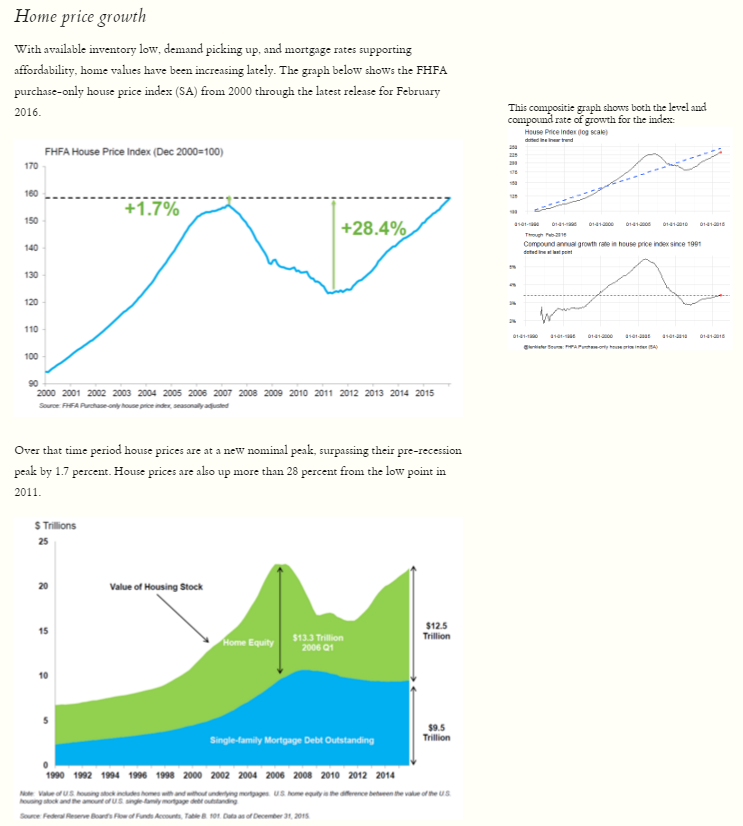 Home price growth
With available inventory low, demand picking up, and mortgage rates supporting
affordability, home values have been increasing lately. The graph below shows the FHFA
purchase-only house price index (SA) from 2000 through the latest release for February
2016.
FHFA House Price Index (Dec 2000=100)
170
160
150
140
130
120
110
100
90
+1.7%
+28.4%
2000 2001 2002 2003 2004 2005 2006 2007 2008 2009 2010 2011 2012 2013 2014 2015
Source: FHFA Purchase-only house price index, seasonally adjusted
This compositie graph shows both the level and
compound rate of growth for the index:
House Price Index (log scale)
dotted line linear trend
250
225
200
175
150
125
100
01-01-1990 01-01-1995 01-01-2000 01-01-2005 01-01-2010 01-01-2015
Through Feb-2016
Compound annual growth rate in house price index since 1991
dotted line at last point
5%
4%
3%
2%
01-01-1990 01-01-1995 01-01-2000 01-01-2005 01-01-2010 01-01-2015
@lenkiefer Source: FHFA Purchase-only house price index (SA)
Over that time period house prices are at a new nominal peak, surpassing their pre-recession
peak by 1.7 percent. House prices are also up more than 28 percent from the low point in
2011.
$ Trillions
25
20
15
10
5
0
Value of Housing Stock
Home Equity
$13.3 Trillion
2006 Q1
$12.5
Trillion
Single-family Mortgage Debt Outstanding
$9.5
Trillion
1990 1992 1994 1996 1998 2000 2002 2004 2006 2008 2010 2012 2014
Note: Value of U.S. housing stock includes homes with and without underlying mortgages. U.S. home equity is the difference between the value of the U.S.
housing stock and the amount of U.S. single-family mortgage debt outstanding.
Source: Federal Reserve Board's Flow of Funds Accounts, Table B. 101. Data as of December 31, 2015.